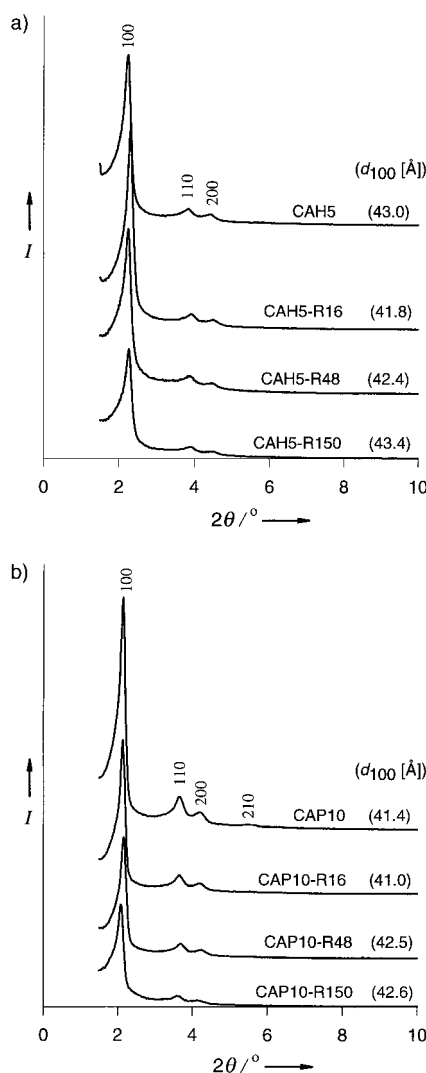 a)
100
(d100 [Å])
110
200
CAH5 (43.0)
I
CAH5-R16 (41.8)
CAH5-R48 (42.4)
CAH5-R150 (43.4)
0 2 4 6 8 10
2θ/°
b)
100
(d100 [Å])
110
200
210
CAP10 (41.4)
I
CAP10-R16 (41.0)
CAP10-R48 (42.5)
CAP10-R150 (42.6)
0 2 4 6 8 10
2θ/°